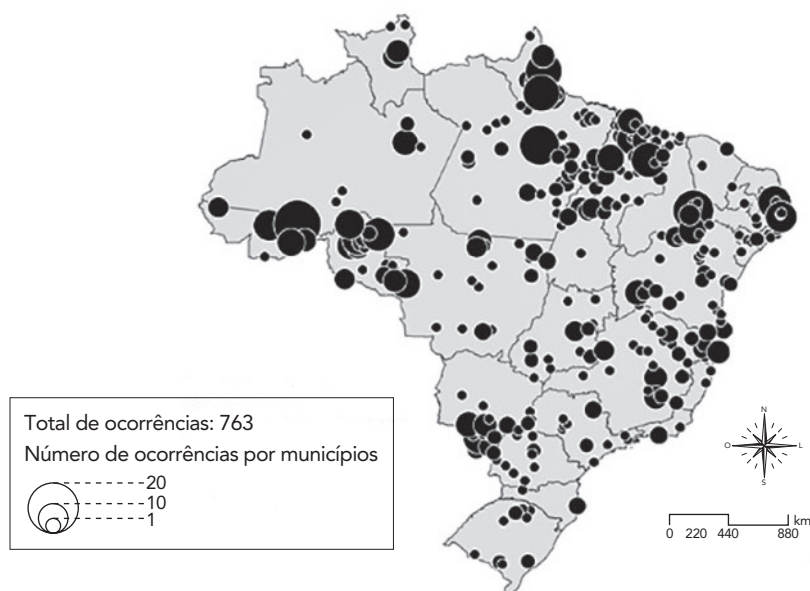 Total de ocorrências: 763
Número de ocorrências por municípios
20
10
1
N
O
L
S
km
0 220 440 880